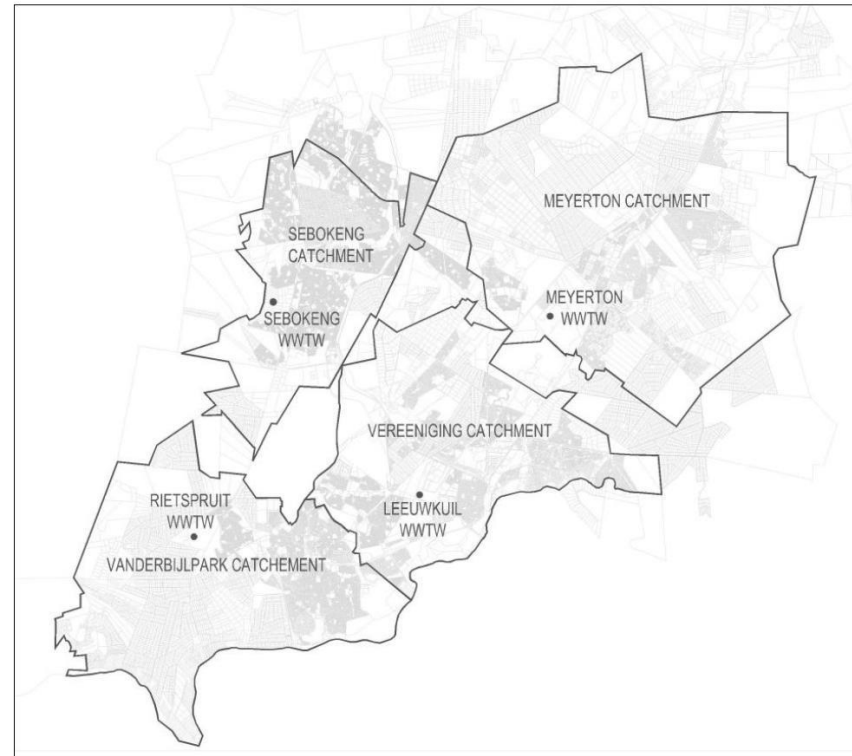 MEYERTON CATCHMENT
SEBOKENG
CATCHMENT
MEYERTON
WWTW
SEBOKENG
WWTW
VEREENIGING CATCHMENT
RIETSPRUIT
WWTW
LEEUWKUIL
WWTW
VANDERBIJLPARK CATCHEMENT